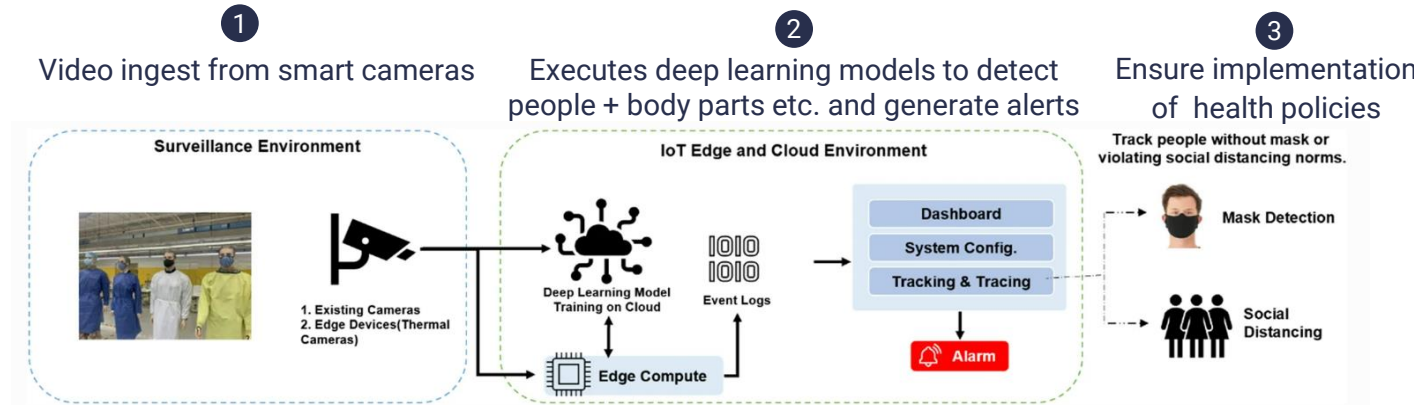 1
Video ingest from smart cameras
2
Executes deep learning models to detect
people + body parts etc. and generate alerts
3
Ensure implementation
of health policies
Surveillance Environment
1. Existing Cameras
2. Edge Devices(Thermal
Cameras)
IoT Edge and Cloud Environment
Deep Learning Model
Training on Cloud
Edge Compute
IOIO
IOIO
Event Logs
Dashboard
System Config.
Tracking & Tracing
Alarm
Track people without mask or
violating social distancing norms.
Mask Detection
Social
Distancing